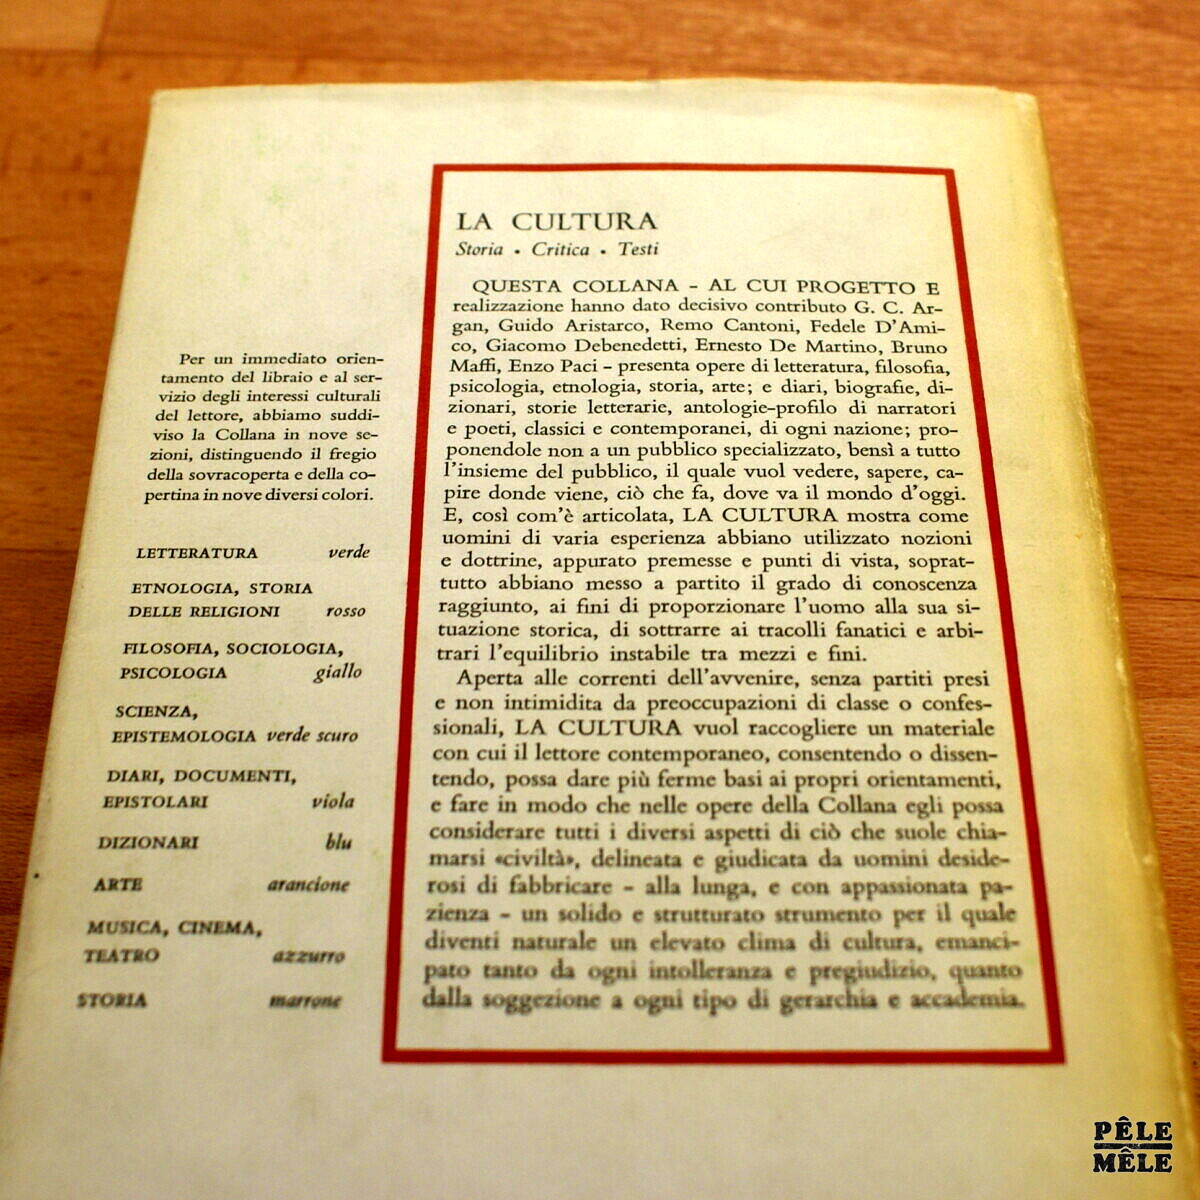 Per un immediato orien-
tamento del libraio e al ser-
vizio degli interessi culturali
del lettore, abbiamo suddi-
viso la Collana in nove se-
zioni, distinguendo il fregio
della sovracoperta e della co-
pertina in nove diversi colori.
LETTERATURA verde
ETNOLOGIA, STORIA
DELLE RELIGIONI rosso
FILOSOFIA, SOCIOLOGIA,
PSICOLOGIA giallo
SCIENZA,
EPISTEMOLOGIA verde scuro
DIARI, DOCUMENTI,
EPISTOLARI viola
DIZIONARI blu
ARTE arancione
MUSICA, CINEMA,
TEATRO azzurro
STORIA marrone
LA CULTURA
Storia • Critica • Testi
QUESTA COLLANA – AL CUI PROGETTO E
realizzazione hanno dato decisivo contributo G. C. Ar-
gan, Guido Aristarco, Remo Cantoni, Fedele D'Ami-
co, Giacomo Debenedetti, Ernesto De Martino, Bruno
Maffi, Enzo Paci – presenta opere di letteratura, filosofia,
psicologia, etnologia, storia, arte; e diari, biografie, di-
zionari, storie letterarie, antologie-profilo di narratori
e poeti, classici e contemporanei, di ogni nazione; pro-
ponendole non a un pubblico specializzato, bensì a tutto
l'insieme del pubblico, il quale vuol vedere, sapere, ca-
pire donde viene, ciò che fa, dove va il mondo d'oggi.
E, così com'è articolata, LA CULTURA mostra come
uomini di varia esperienza abbiano utilizzato nozioni
e dottrine, appurato premesse e punti di vista, soprat-
tutto abbiano messo a partito il grado di conoscenza
raggiunto, ai fini di proporzionare l'uomo alla sua si-
tuazione storica, di sottrarre ai tracolli fanatici e arbi-
trari l'equilibrio instabile tra mezzi e fini.
Aperta alle correnti dell'avvenire, senza partiti presi
e non intimidita da preoccupazioni di classe o confes-
sionali, LA CULTURA vuol raccogliere un materiale
con cui il lettore contemporaneo, consentendo o dissen-
tendo, possa dare più ferme basi ai propri orientamenti,
e fare in modo che nelle opere della Collana egli possa
considerare tutti i diversi aspetti di ciò che suole chia-
marsi «civiltà», delineata e giudicata da uomini deside-
rosi di fabbricare – alla lunga, e con appassionata pa-
zienza – un solido e strutturato strumento per il quale
diventi naturale un elevato clima di cultura, emanci-
pato tanto da ogni intolleranza e pregiudizio, quanto
dalla soggezione a ogni tipo di gerarchia e accademia.
PÊLE
MÊLE